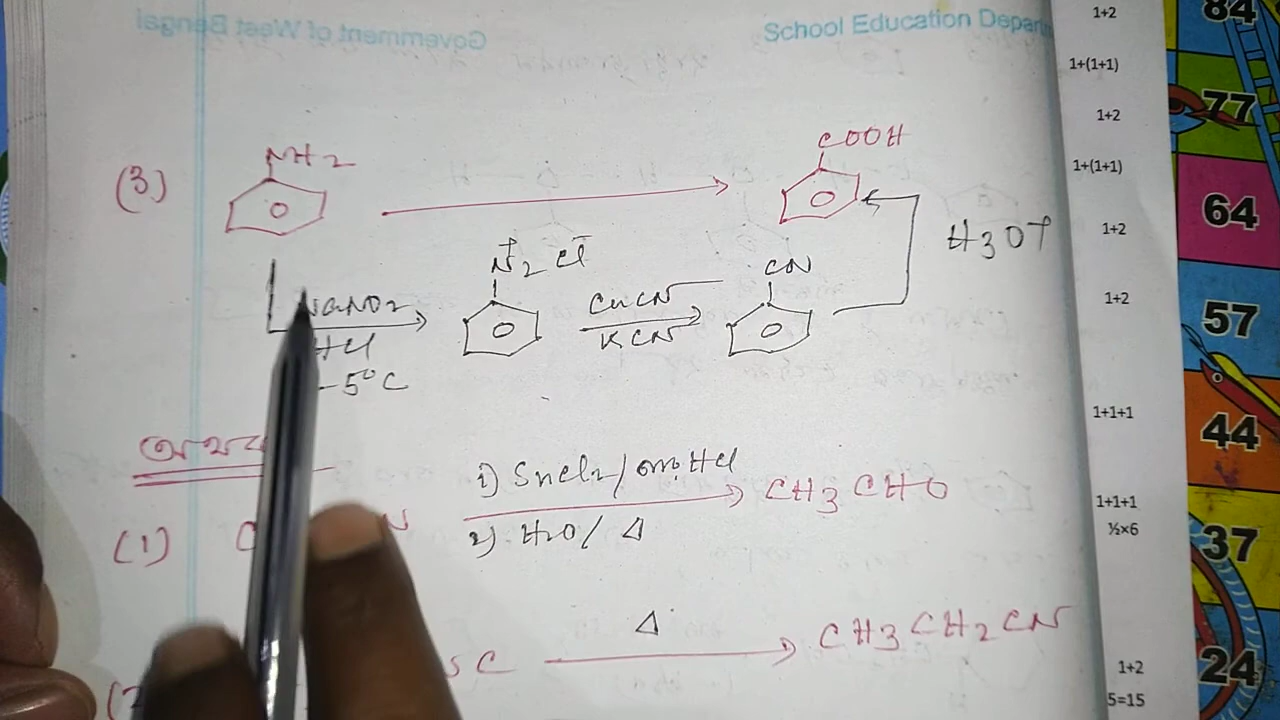 School Education Depar
Government of West Bengal
(3) NH2 COOH
N2+ Cl- CN H3O+
NaNO2 CuCN
HCl KCN
-5°C
অথবা
(1) N 1) SnCl2/ HCl CH3CHO
2) H2O/ Δ
Δ CH3CH2CN
1+2
1+(1+1)
1+2
1+(1+1)
1+2
1+2
1+1+1
1+1+1
½×6
1+2
5=15
84
77
64
57
44
37
24